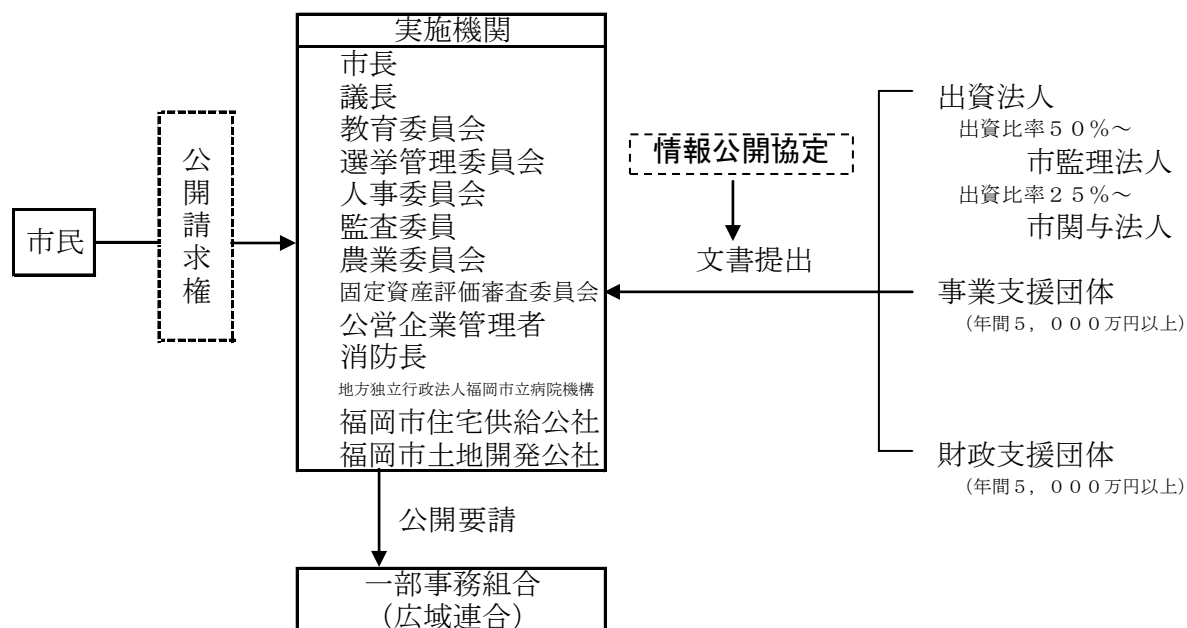 実施機関
市長
議長
教育委員会
選挙管理委員会
人事委員会
監査委員
農業委員会
固定資産評価審査委員会
公営企業管理者
消防長
地方独立行政法人福岡市立病院機構
福岡市住宅供給公社
福岡市土地開発公社
市民
公開請求権
情報公開協定
文書提出
出資法人
出資比率５０％～
市監理法人
出資比率２５％～
市関与法人
事業支援団体
（年間５，０００万円以上）
財政支援団体
（年間５，０００万円以上）
公開要請
一部事務組合
（広域連合）